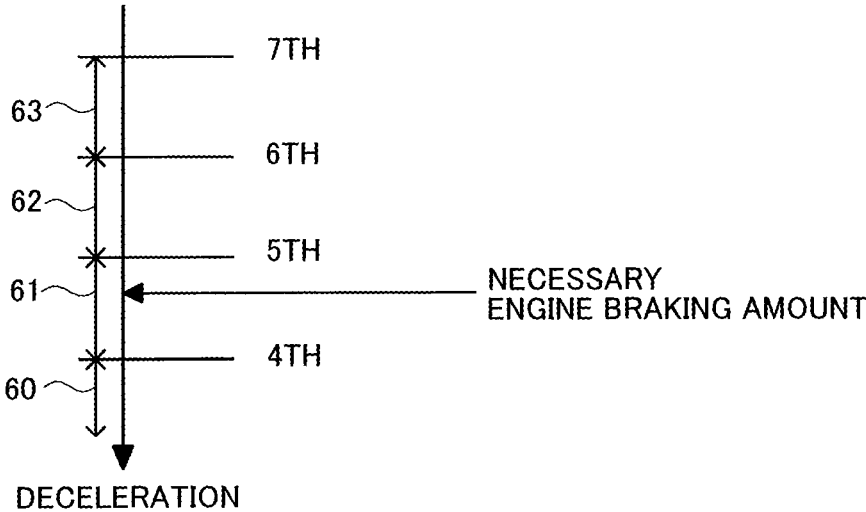 7TH
63
6TH
62
5TH
61
NECESSARY
ENGINE BRAKING AMOUNT
4TH
60
DECELERATION